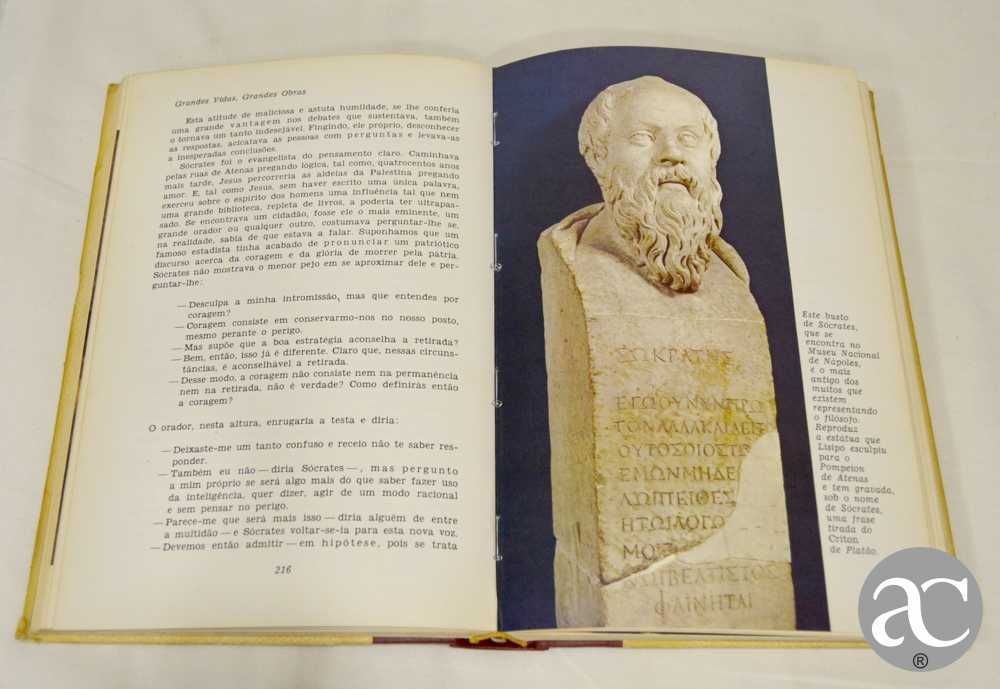 Grandes Vidas, Grandes Obras
Esta atitude de maliciosa e astuta humildade, se lhe conferia
uma grande vantagem nos debates que sustentava, também
o tornava um tanto indesejável. Fingindo, ele próprio, desconhecer
as respostas, acicatava as pessoas com perguntas e levava-as
a inesperadas conclusões.
Sócrates foi o evangelista do pensamento claro. Caminhava
pelas ruas de Atenas pregando lógica, tal como, quatrocentos anos
mais tarde, Jesus percorreria as aldeias da Palestina pregando
amor. E, tal como Jesus, sem haver escrito uma única palavra,
exerceu sobre o espírito dos homens uma influência tal que nem
uma grande biblioteca, repleta de livros, a poderia ter ultrapas-
sado. Se encontrava um cidadão, fosse ele o mais eminente, um
grande orador ou qualquer outro, costumava perguntar-lhe se,
na realidade, sabia de que estava a falar. Suponhamos que um
famoso estadista tinha acabado de pronunciar um patriótico
discurso acerca da coragem e da glória de morrer pela pátria.
Sócrates não mostrava o menor pejo em se aproximar dele e per-
guntar-lhe:
— Desculpa a minha intromissão, mas que entendes por
coragem?
— Coragem consiste em conservarmo-nos no nosso posto,
mesmo perante o perigo.
— Mas supõe que a boa estratégia aconselha a retirada?
— Bem, então, isso já é diferente. Claro que, nessas circuns-
tâncias, é aconselhável a retirada.
— Desse modo, a coragem não consiste nem na permanência
nem na retirada, não é verdade? Como definirás então
a coragem?
O orador, nesta altura, enrugaria a testa e diria:
— Deixaste-me um tanto confuso e receio não te saber res-
ponder.
— Também eu não — diria Sócrates —, mas pergunto
a mim próprio se será algo mais do que saber fazer uso
da inteligência, quer dizer, agir de um modo racional
e sem pensar no perigo.
— Parece-me que será mais isso — diria alguém de entre
a multidão — e Sócrates voltar-se-ia para esta nova voz.
— Devemos então admitir — em hipótese, pois se trata
216
ΣΩΚΡΑΤΗΣ
ΕΓΩΟΥΝΥΝΠΡΩ
ΤΟΝΑΛΛΑΚΑΙΑΕΙ
ΟΥΤΟΣΟΙΟΣΤΩ
ΕΜΩΝΜΗΔΕ
ΛΩΠΕΙΘΕΣ
ΗΤΩΙΛΟΓΩ
ΜΟΙ
ΒΕΛΤΙΣΤΟΣ
ΦΑΙΝΗΤΑΙ
Este busto
de Sócrates,
que se
encontra no
Museu Nacional
de Nápoles,
é o mais
antigo dos
muitos que
existem
representando
o filósofo.
Reproduz
a estátua que
Lisipo esculpiu
para o
Pompeion
de Atenas
e tem gravada,
sob o nome
de Sócrates,
uma frase
tirada do
Críton
de Platão.
ac
®